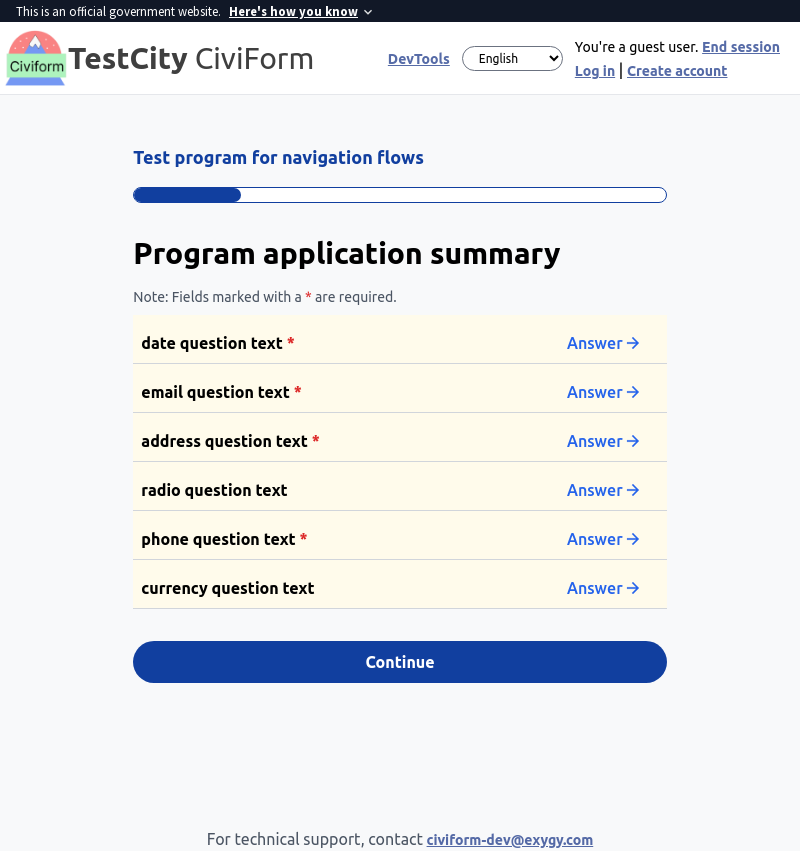 This is an official government website. Here's how you know
Civiform
TestCity CiviForm
DevTools
English
You're a guest user. End session
Log in | Create account
Test program for navigation flows
Program application summary
Note: Fields marked with a * are required.
date question text * Answer
email question text * Answer
address question text * Answer
radio question text Answer
phone question text * Answer
currency question text Answer
Continue
For technical support, contact civiform-dev@exygy.com